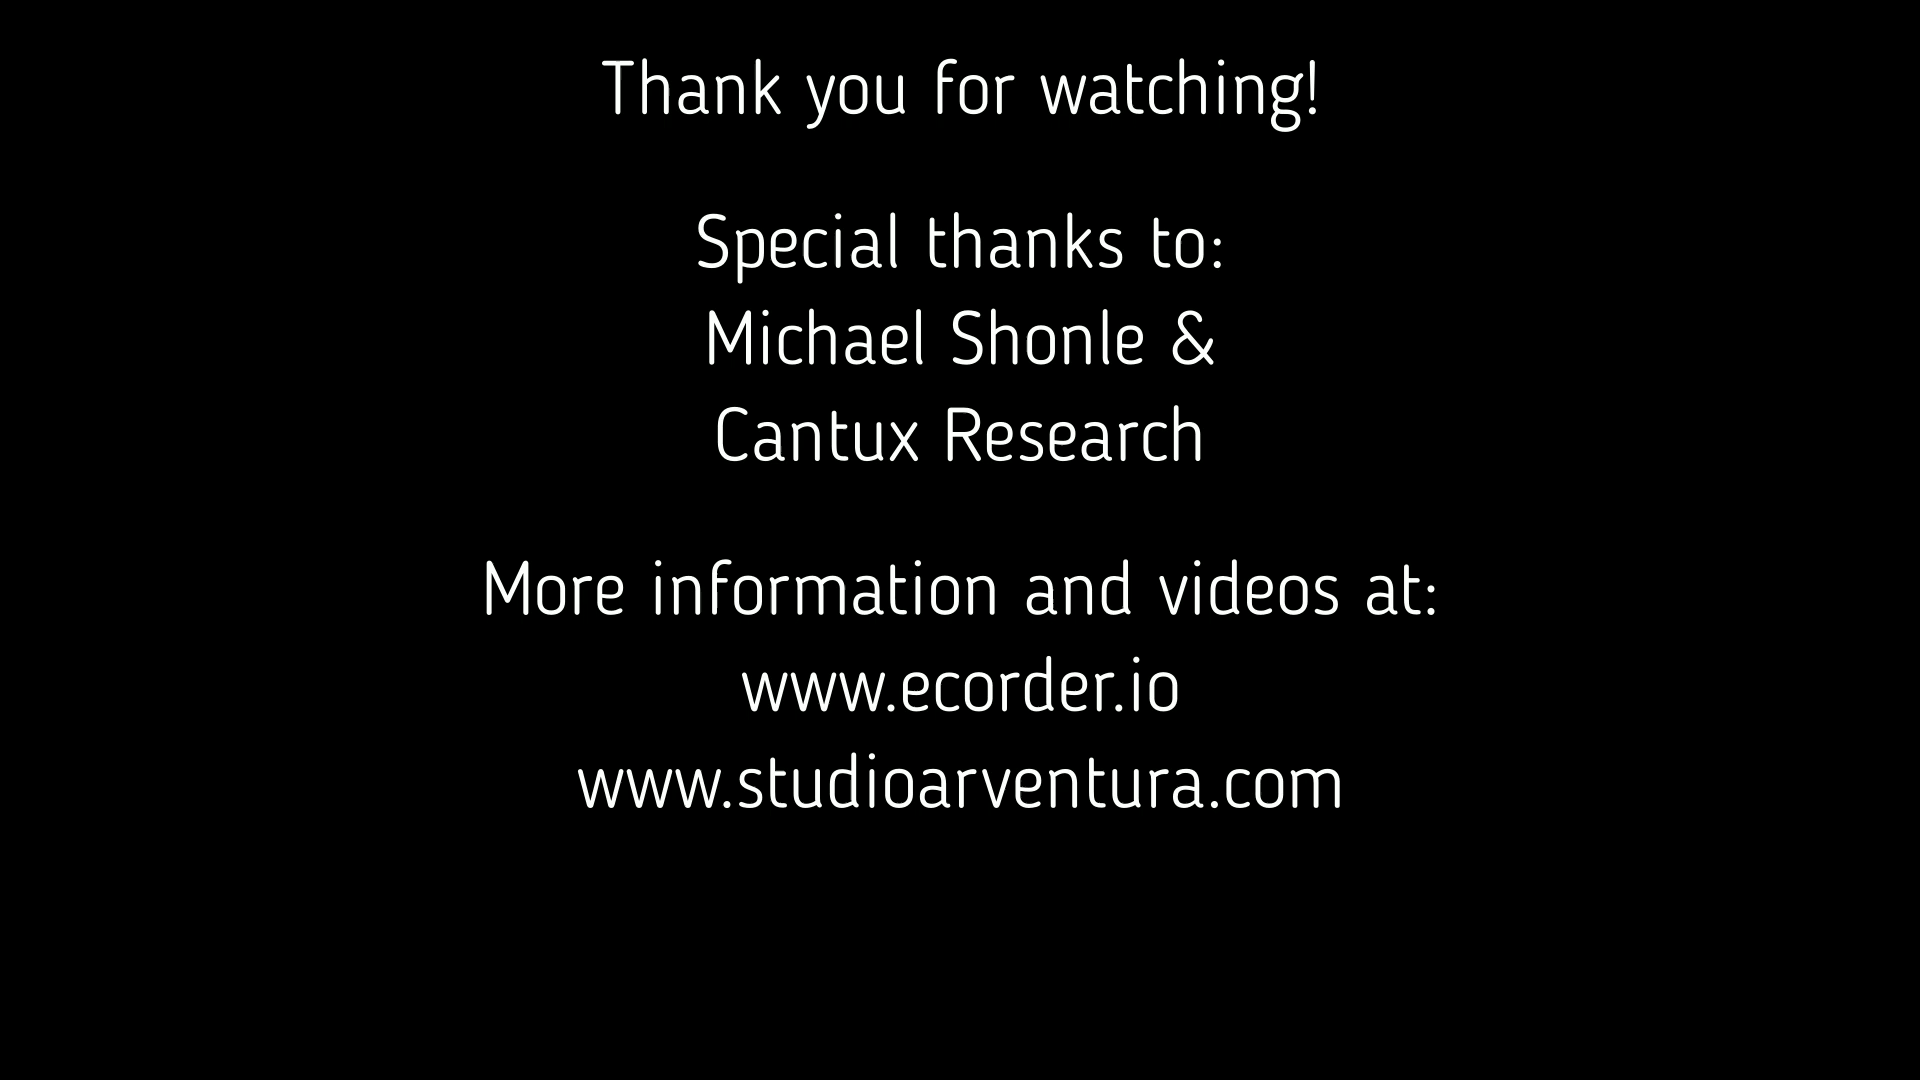 Thank you for watching!
Special thanks to:
Michael Shonle &
Cantux Research
More information and videos at:
www.ecorder.io
www.studioarventura.com